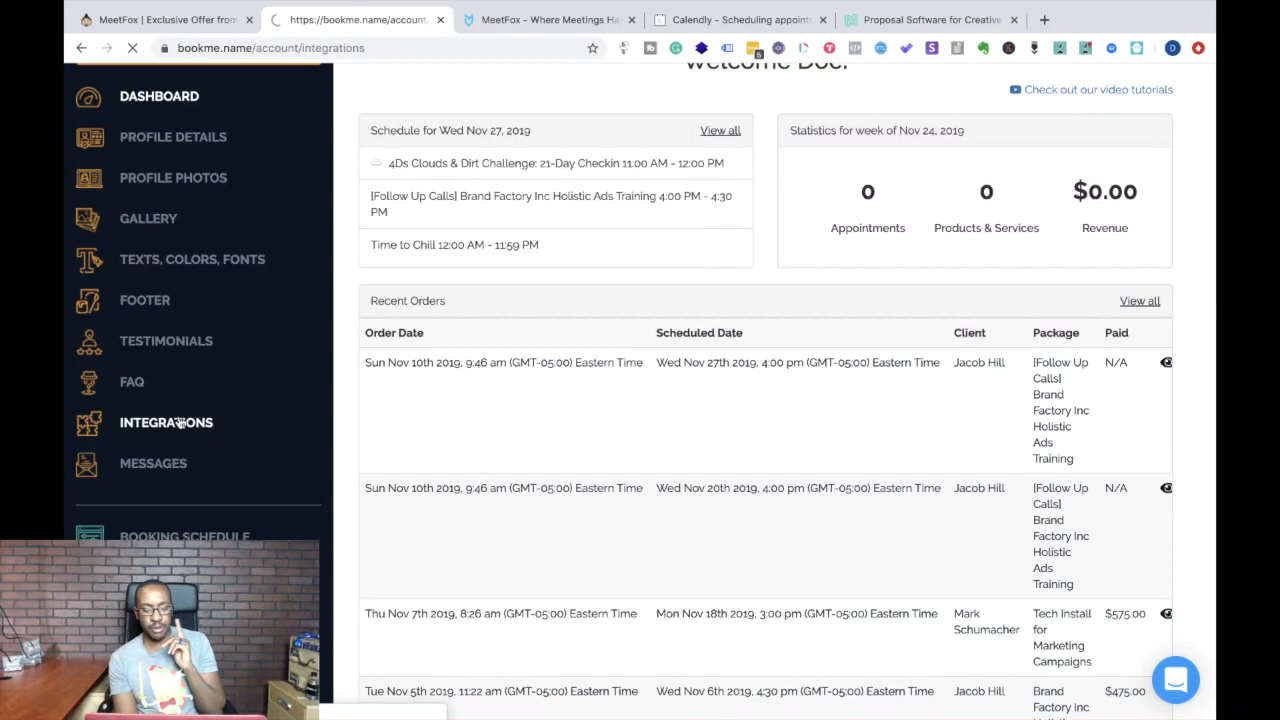 MeetFox | Exclusive Offer from
https://bookme.name/account/
MeetFox - Where Meetings Ha
Calendly - Scheduling appoint
Proposal Software for Creative
bookme.name/account/integrations
Welcome Doc!
Check out our video tutorials
DASHBOARD
PROFILE DETAILS
PROFILE PHOTOS
GALLERY
TEXTS, COLORS, FONTS
FOOTER
TESTIMONIALS
FAQ
INTEGRATIONS
MESSAGES
BOOKING SCHEDULE
Schedule for Wed Nov 27, 2019 View all
4Ds Clouds & Dirt Challenge: 21-Day Checkin 11:00 AM - 12:00 PM
[Follow Up Calls] Brand Factory Inc Holistic Ads Training 4:00 PM - 4:30
PM
Time to Chill 12:00 AM - 11:59 PM
Statistics for week of Nov 24, 2019
0 0 $0.00
Appointments Products & Services Revenue
Recent Orders View all
Order Date Scheduled Date Client Package Paid
Sun Nov 10th 2019, 9:46 am (GMT-05:00) Eastern Time Wed Nov 27th 2019, 4:00 pm (GMT-05:00) Eastern Time Jacob Hill [Follow Up N/A
Calls]
Brand
Factory Inc
Holistic
Ads
Training
Sun Nov 10th 2019, 9:46 am (GMT-05:00) Eastern Time Wed Nov 20th 2019, 4:00 pm (GMT-05:00) Eastern Time Jacob Hill [Follow Up N/A
Calls]
Brand
Factory Inc
Holistic
Ads
Training
Thu Nov 7th 2019, 8:26 am (GMT-05:00) Eastern Time Mon Nov 18th 2019, 3:00 pm (GMT-05:00) Eastern Time Mark Tech Install $575.00
Schumacher for
Marketing
Campaigns
Tue Nov 5th 2019, 11:22 am (GMT-05:00) Eastern Time Wed Nov 6th 2019, 4:30 pm (GMT-05:00) Eastern Time Jacob Hill Brand $475.00
Factory Inc